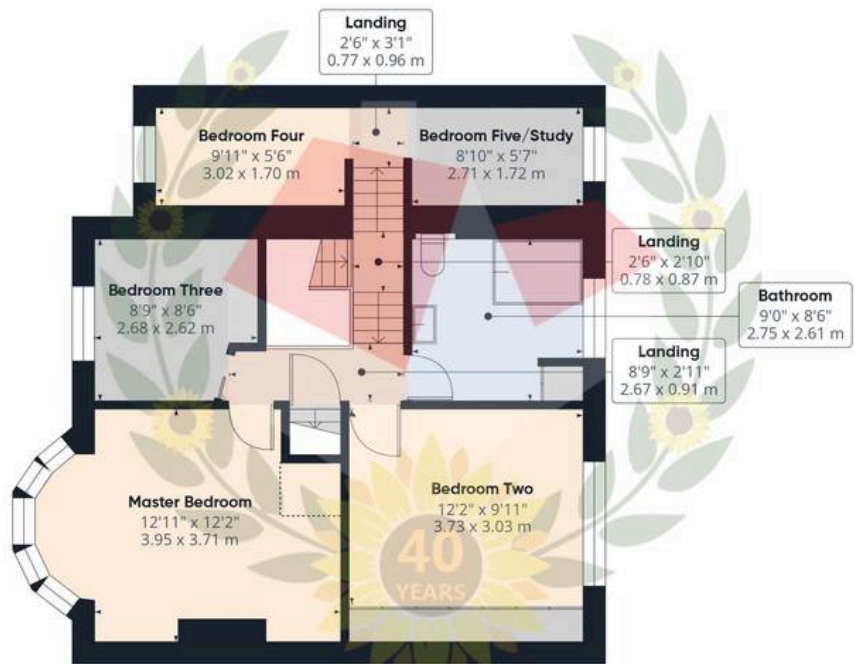 Landing
2'6" x 3'1"
0.77 x 0.96 m
Bedroom Four
9'11" x 5'6"
3.02 x 1.70 m
Bedroom Five/Study
8'10" x 5'7"
2.71 x 1.72 m
Landing
2'6" x 2'10"
0.78 x 0.87 m
Bedroom Three
8'9" x 8'6"
2.68 x 2.62 m
Bathroom
9'0" x 8'6"
2.75 x 2.61 m
Landing
8'9" x 2'11"
2.67 x 0.91 m
Master Bedroom
12'11" x 12'2"
3.95 x 3.71 m
Bedroom Two
12'2" x 9'11"
3.73 x 3.03 m
40
YEARS